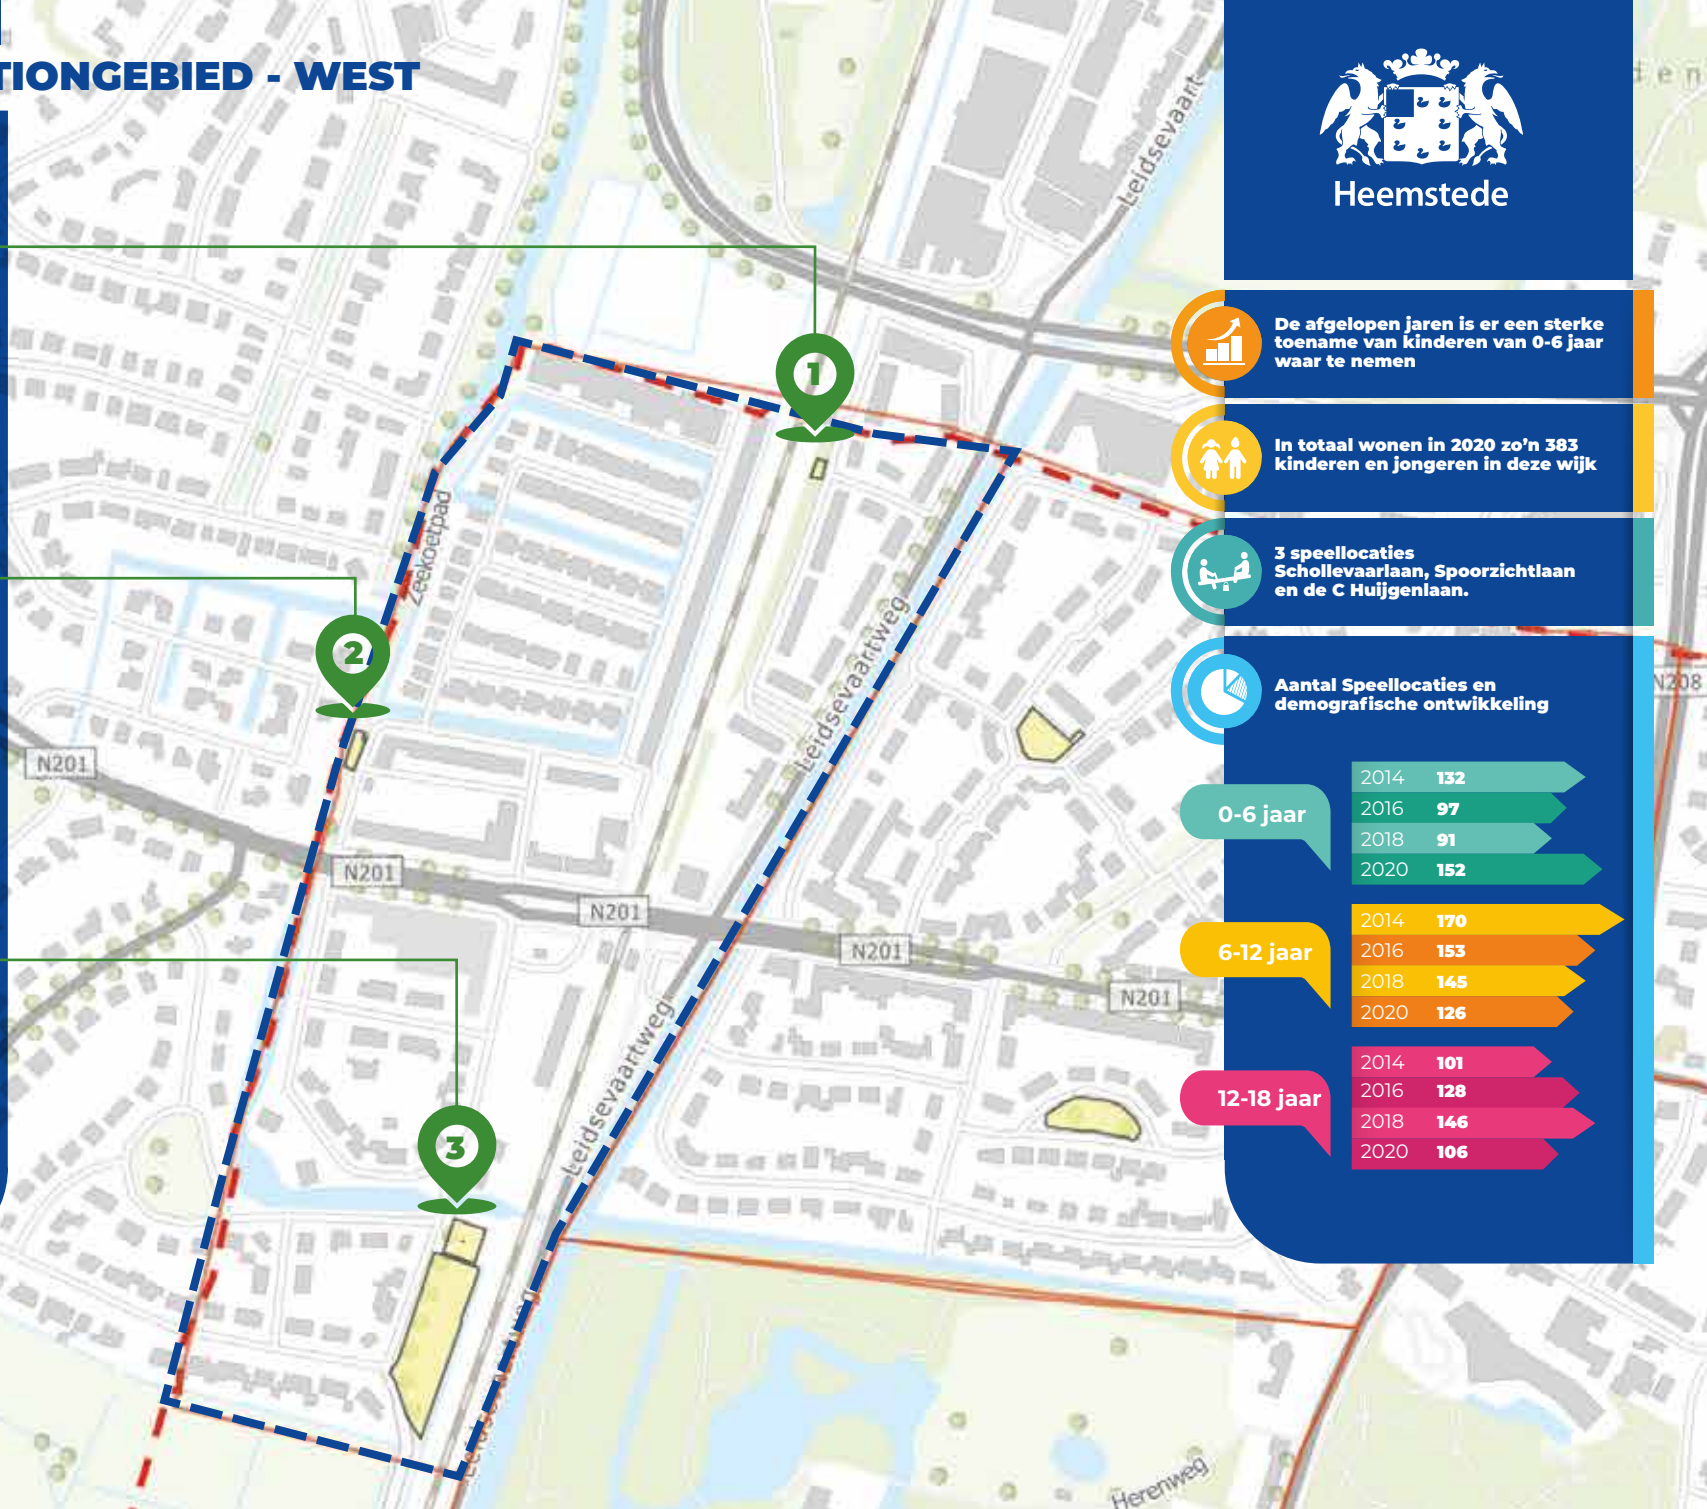 TIONGEBIED - WEST
Heemstede
De afgelopen jaren is er een sterke
toename van kinderen van 0-6 jaar
waar te nemen
In totaal wonen in 2020 zo’n 383
kinderen en jongeren in deze wijk
3 speellocaties
Schollevaarlaan, Spoorzichtlaan
en de C Huijgenlaan.
Aantal Speellocaties en
demografische ontwikkeling
0-6 jaar
2014 132
2016 97
2018 91
2020 152
6-12 jaar
2014 170
2016 153
2018 145
2020 126
12-18 jaar
2014 101
2016 128
2018 146
2020 106
1
2
3
Leidsevaart
Zeekoetpad
Leidsevaartweg
Leidsevaartweg
Herenweg
N201
N201
N201
N201
N201
N208